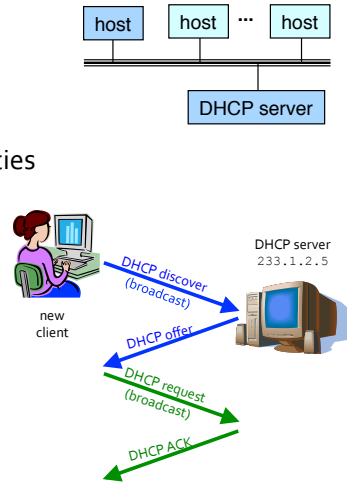 host host ... host
DHCP server
ties
DHCP server
233.1.2.5
new
client
DHCP discover
(broadcast)
DHCP offer
DHCP request
(broadcast)
DHCP ACK